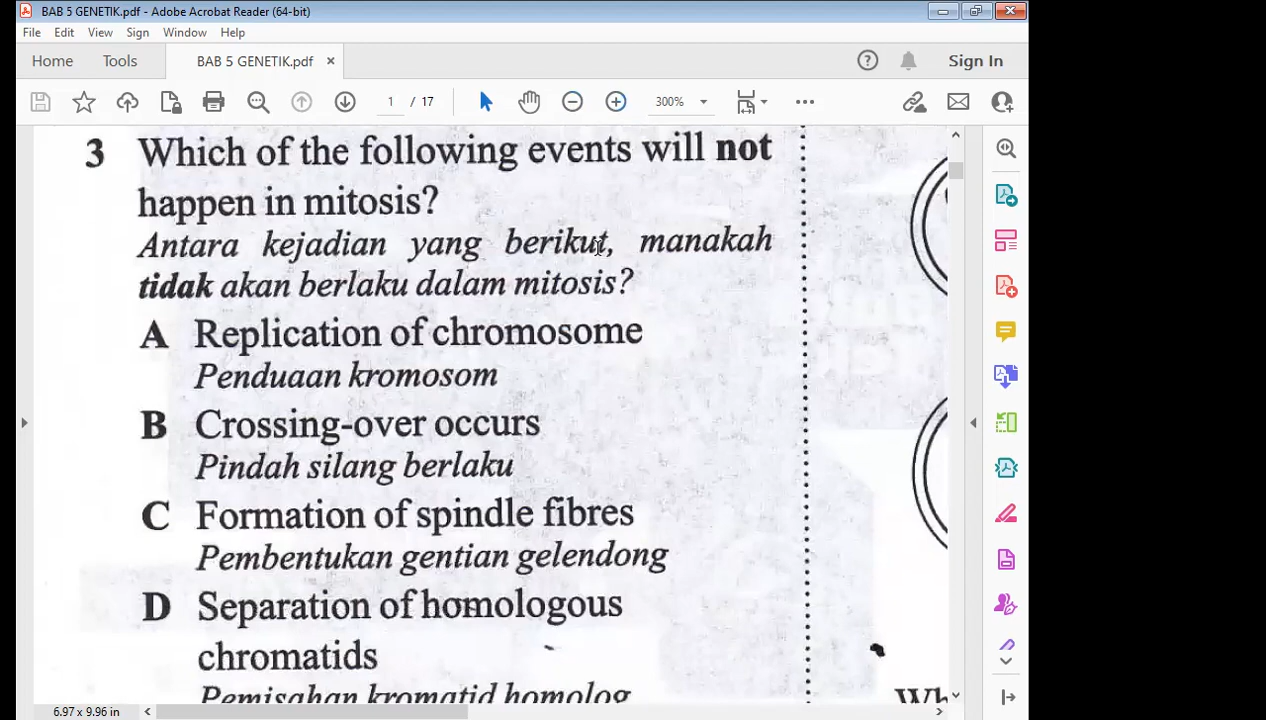 BAB 5 GENETIK.pdf - Adobe Acrobat Reader (64-bit)
File Edit View Sign Window Help
Home Tools BAB 5 GENETIK.pdf × Sign In
1 / 17 300%
3 Which of the following events will not
happen in mitosis?
Antara kejadian yang berikut, manakah
tidak akan berlaku dalam mitosis?
A Replication of chromosome
Penduaan kromosom
B Crossing-over occurs
Pindah silang berlaku
C Formation of spindle fibres
Pembentukan gentian gelendong
D Separation of homologous
chromatids
Pemisahan kromatid homolog
6.97 x 9.96 in